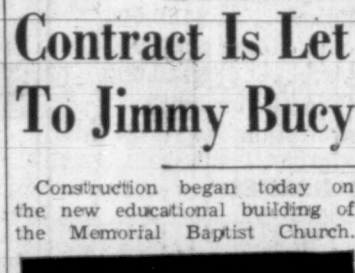 Contract Is Let
To Jimmy Bucy
Construction began today on
the new educational building of
the Memorial Baptist Church.